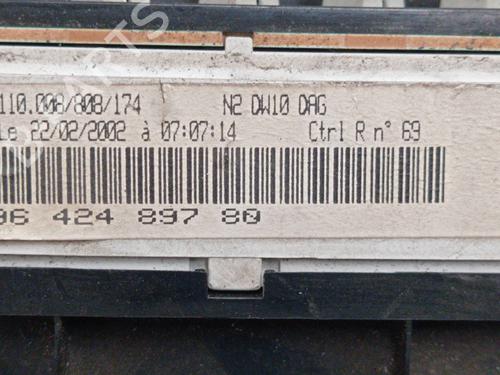 110.008/808/174 N2 DW10 DAG
le 22/02/2002 à 07:07:14 Ctrl R n° 69
96 424 897 80